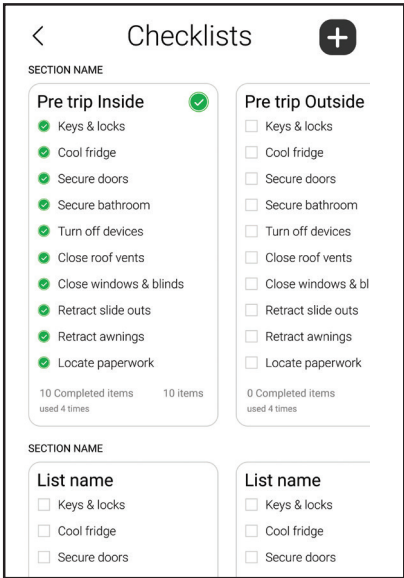 Checklists
SECTION NAME
Pre trip Inside
Keys & locks
Cool fridge
Secure doors
Secure bathroom
Turn off devices
Close roof vents
Close windows & blinds
Retract slide outs
Retract awnings
Locate paperwork
10 Completed items 10 items
used 4 times
Pre trip Outside
Keys & locks
Cool fridge
Secure doors
Secure bathroom
Turn off devices
Close roof vents
Close windows & bl
Retract slide outs
Retract awnings
Locate paperwork
0 Completed items
used 4 times
SECTION NAME
List name
Keys & locks
Cool fridge
Secure doors
List name
Keys & locks
Cool fridge
Secure doors